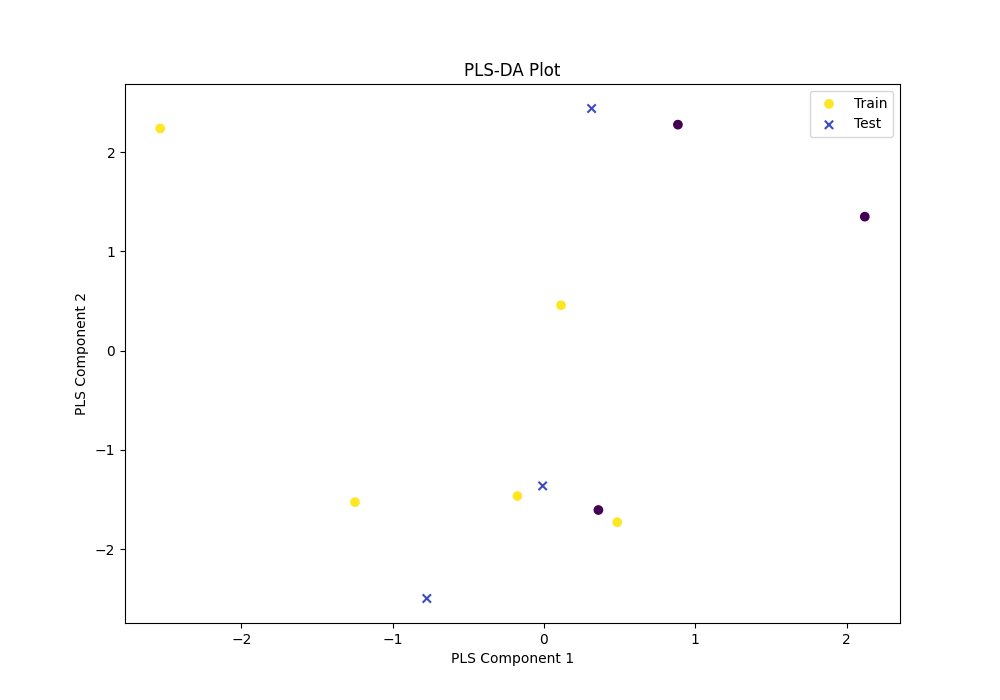 PLS-DA Plot
Train
Test
2
1
0
−1
−2
PLS Component 2
−2
−1
0
1
2
PLS Component 1